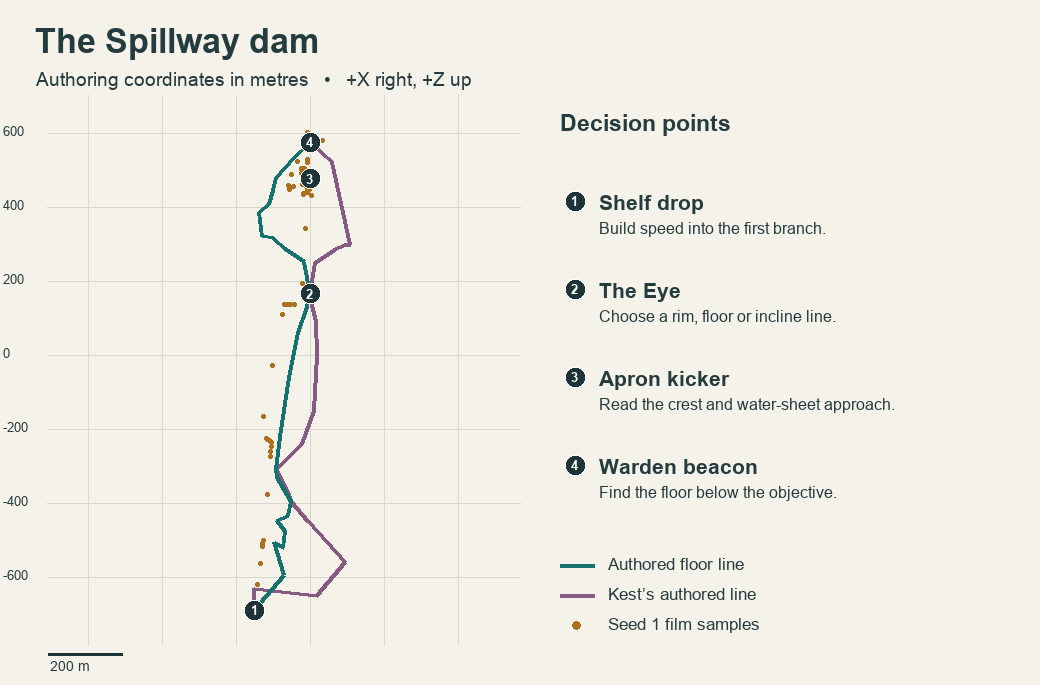 The Spillway dam
Authoring coordinates in metres • +X right, +Z up
600
400
200
0
-200
-400
-600
4
3
2
1
200 m
Decision points
1 Shelf drop
Build speed into the first branch.
2 The Eye
Choose a rim, floor or incline line.
3 Apron kicker
Read the crest and water-sheet approach.
4 Warden beacon
Find the floor below the objective.
Authored floor line
Kest's authored line
Seed 1 film samples